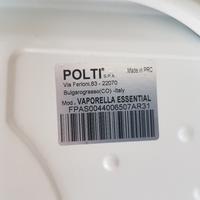 POLTI® S.P.A. Made in PRC
Via Ferloni,83 - 22070
Bulgarograsso(CO) -Italy
Mod.: VAPORELLA ESSENTIAL
FPAS0044006507AR31